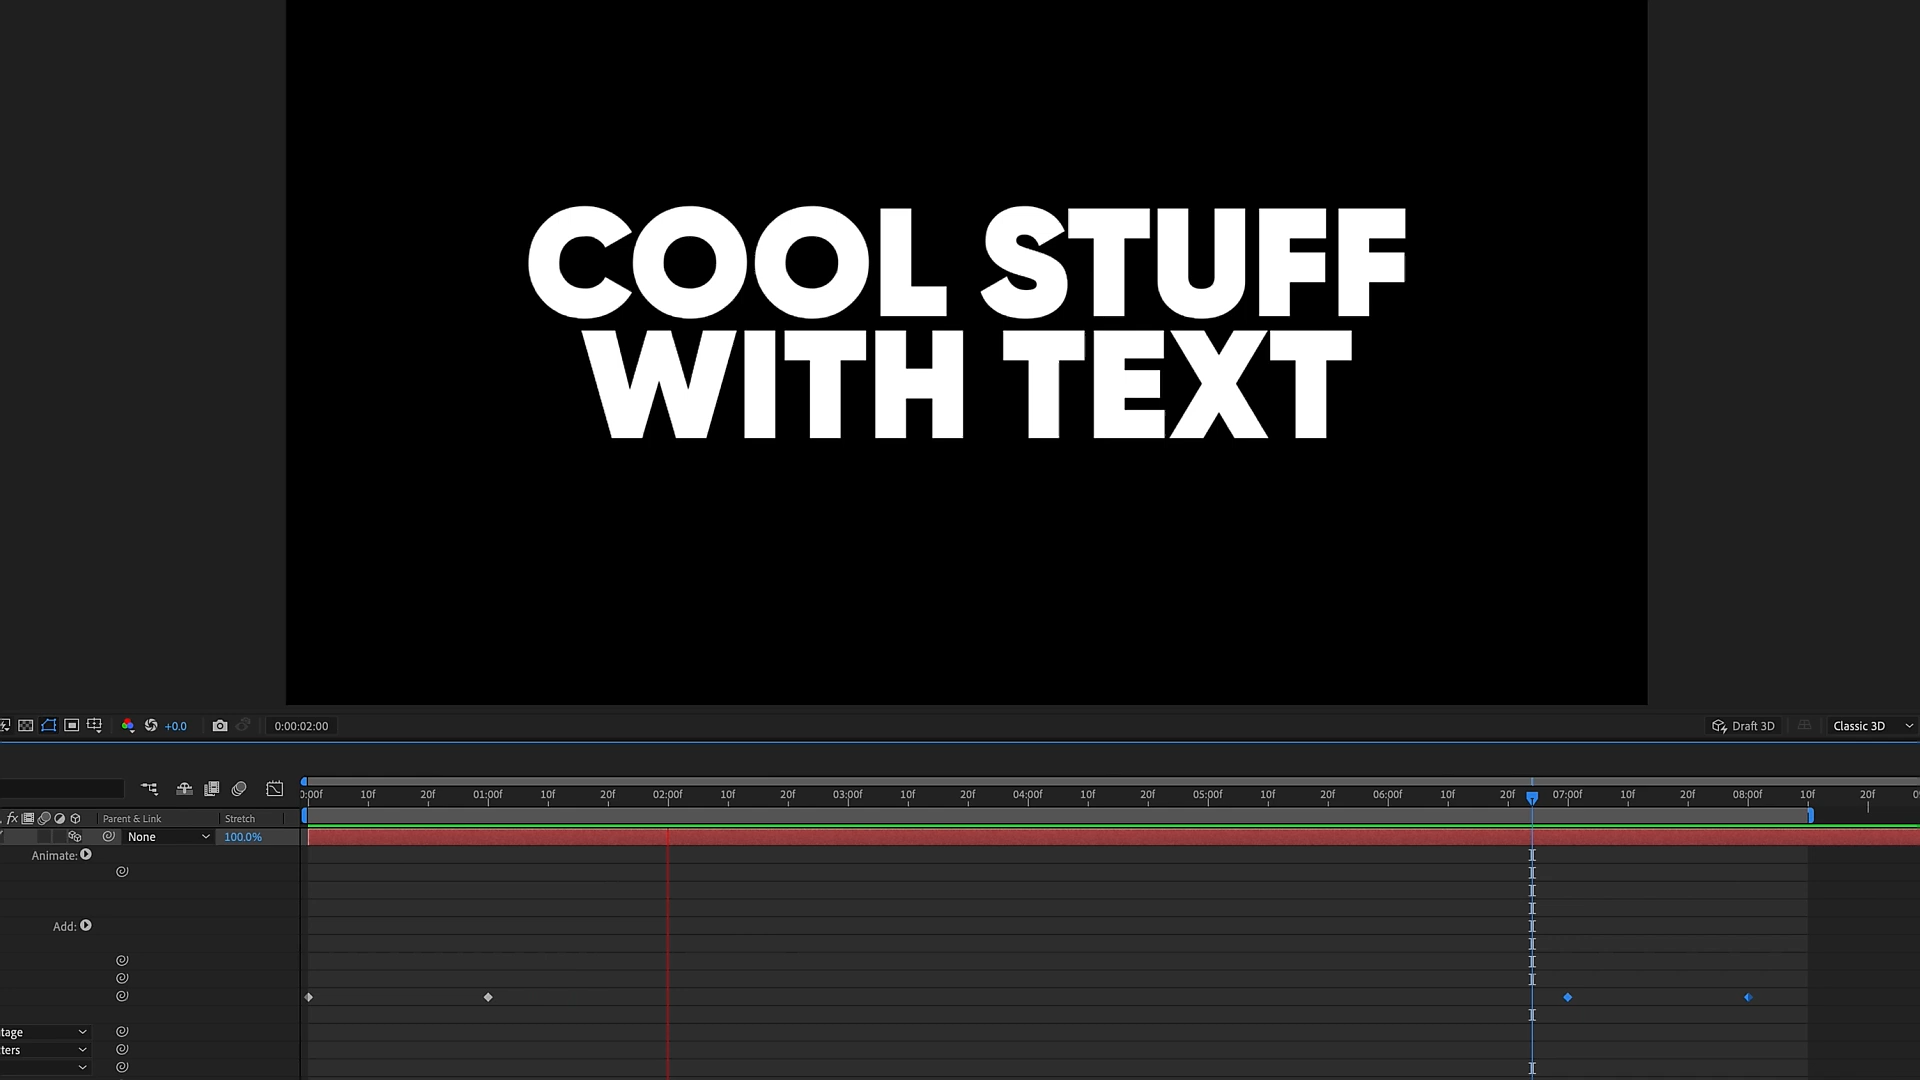 COOL STUFF
WITH TEXT
+0.0
0:00:02:00
Draft 3D
Classic 3D
:00f 10f 20f 01:00f 10f 20f 02:00f 10f 20f 03:00f 10f 20f 04:00f 10f 20f 05:00f 10f 20f 06:00f 10f 20f 07:00f 10f 20f 08:00f 10f 20f
fx Parent & Link Stretch
None 100.0%
Animate:
Add:
tage
ters